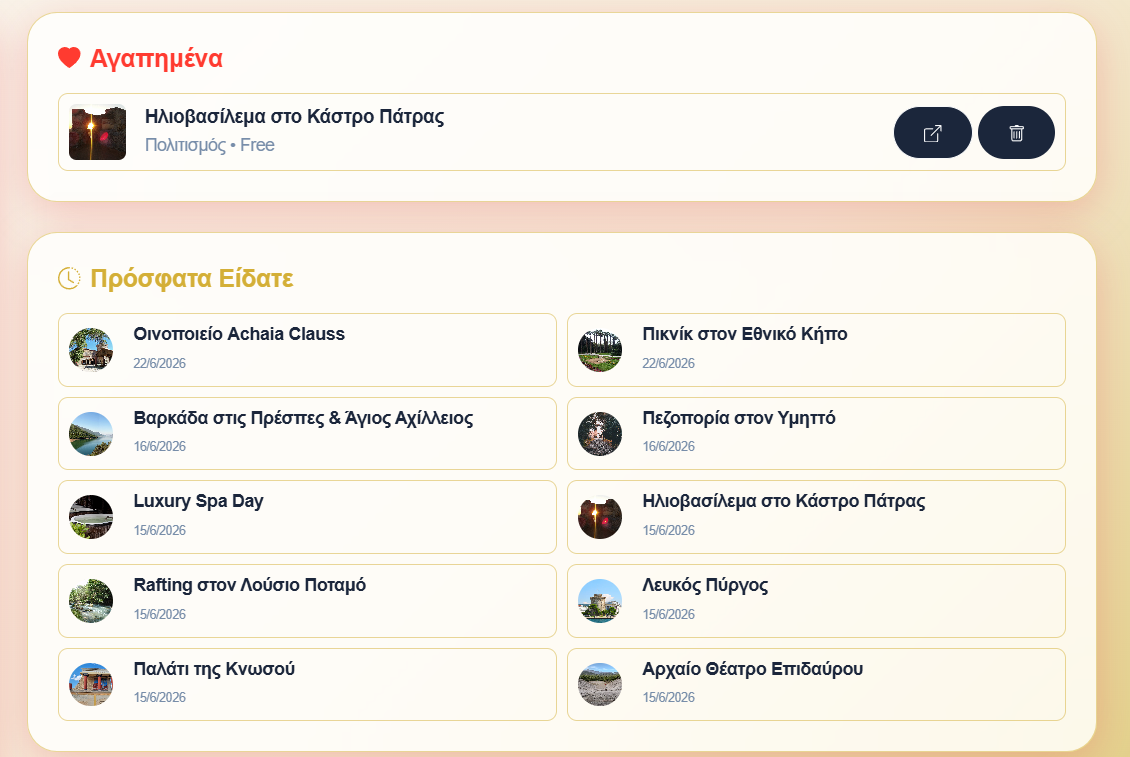 Αγαπημένα
Ηλιοβασίλεμα στο Κάστρο Πάτρας
Πολιτισμός • Free
Πρόσφατα Είδατε
Οινοποιείο Achaia Clauss
22/6/2026
Πικνίκ στον Εθνικό Κήπο
22/6/2026
Βαρκάδα στις Πρέσπες & Άγιος Αχίλλειος
16/6/2026
Πεζοπορία στον Υμηττό
16/6/2026
Luxury Spa Day
15/6/2026
Ηλιοβασίλεμα στο Κάστρο Πάτρας
15/6/2026
Rafting στον Λούσιο Ποταμό
15/6/2026
Λευκός Πύργος
15/6/2026
Παλάτι της Κνωσού
15/6/2026
Αρχαίο Θέατρο Επιδαύρου
15/6/2026